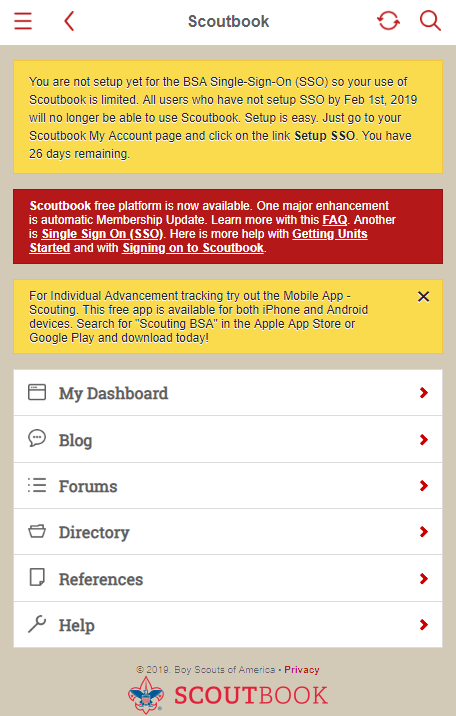 Scoutbook
You are not setup yet for the BSA Single-Sign-On (SSO) so your use of
Scoutbook is limited. All users who have not setup SSO by Feb 1st, 2019
will no longer be able to use Scoutbook. Setup is easy. Just go to your
Scoutbook My Account page and click on the link Setup SSO. You have
26 days remaining.
Scoutbook free platform is now available. One major enhancement
is automatic Membership Update. Learn more with this FAQ. Another
is Single Sign On (SSO). Here is more help with Getting Units
Started and with Signing on to Scoutbook.
For Individual Advancement tracking try out the Mobile App -
Scouting. This free app is available for both iPhone and Android
devices. Search for "Scouting BSA" in the Apple App Store or
Google Play and download today!
My Dashboard
Blog
Forums
Directory
References
Help
© 2019. Boy Scouts of America • Privacy
SCOUTBOOK